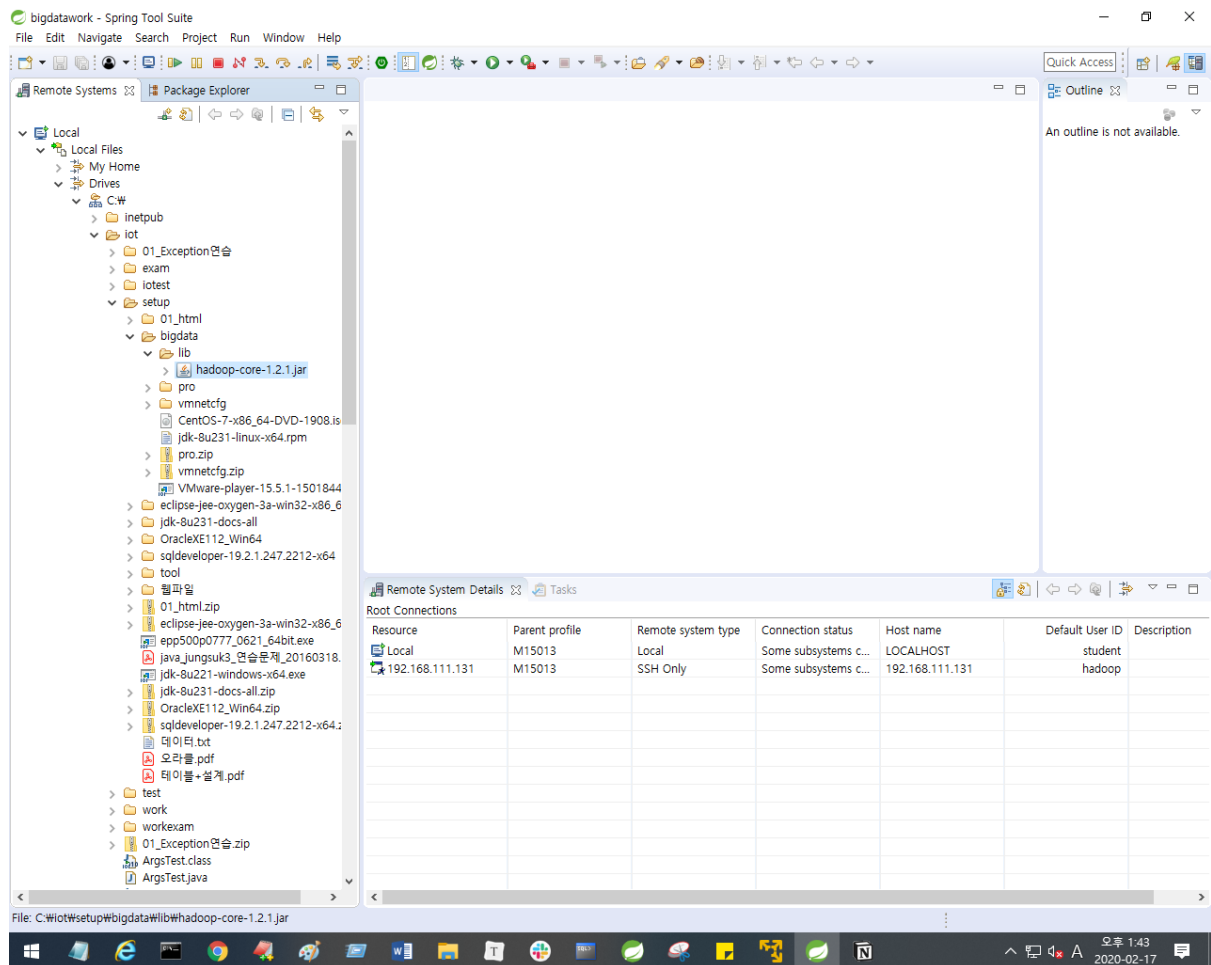 bigdatawork - Spring Tool Suite
File Edit Navigate Search Project Run Window Help
Quick Access
Remote Systems
Package Explorer
Outline
An outline is not available.
Local
Local Files
My Home
Drives
C:₩
inetpub
iot
01_Exception연습
exam
iotest
setup
01_html
bigdata
lib
hadoop-core-1.2.1.jar
pro
vmnetcfg
CentOS-7-x86_64-DVD-1908.is
jdk-8u231-linux-x64.rpm
pro.zip
vmnetcfg.zip
VMware-player-15.5.1-1501844
eclipse-jee-oxygen-3a-win32-x86_6
jdk-8u231-docs-all
OracleXE112_Win64
sqldeveloper-19.2.1.247.2212-x64
tool
웹파일
01_html.zip
eclipse-jee-oxygen-3a-win32-x86_6
epp500p0777_0621_64bit.exe
java_jungsuk3_연습문제_20160318.
jdk-8u221-windows-x64.exe
jdk-8u231-docs-all.zip
OracleXE112_Win64.zip
sqldeveloper-19.2.1.247.2212-x64.z
데이터.txt
오라클.pdf
테이블+설계.pdf
test
work
workexam
01_Exception연습.zip
ArgsTest.class
ArgsTest.java
Remote System Details
Tasks
Root Connections
Resource Parent profile Remote system type Connection status Host name Default User ID Description
Local M15013 Local Some subsystems c... LOCALHOST student
192.168.111.131 M15013 SSH Only Some subsystems c... 192.168.111.131 hadoop
File: C:₩iot₩setup₩bigdata₩lib₩hadoop-core-1.2.1.jar
A
오후 1:43
2020-02-17